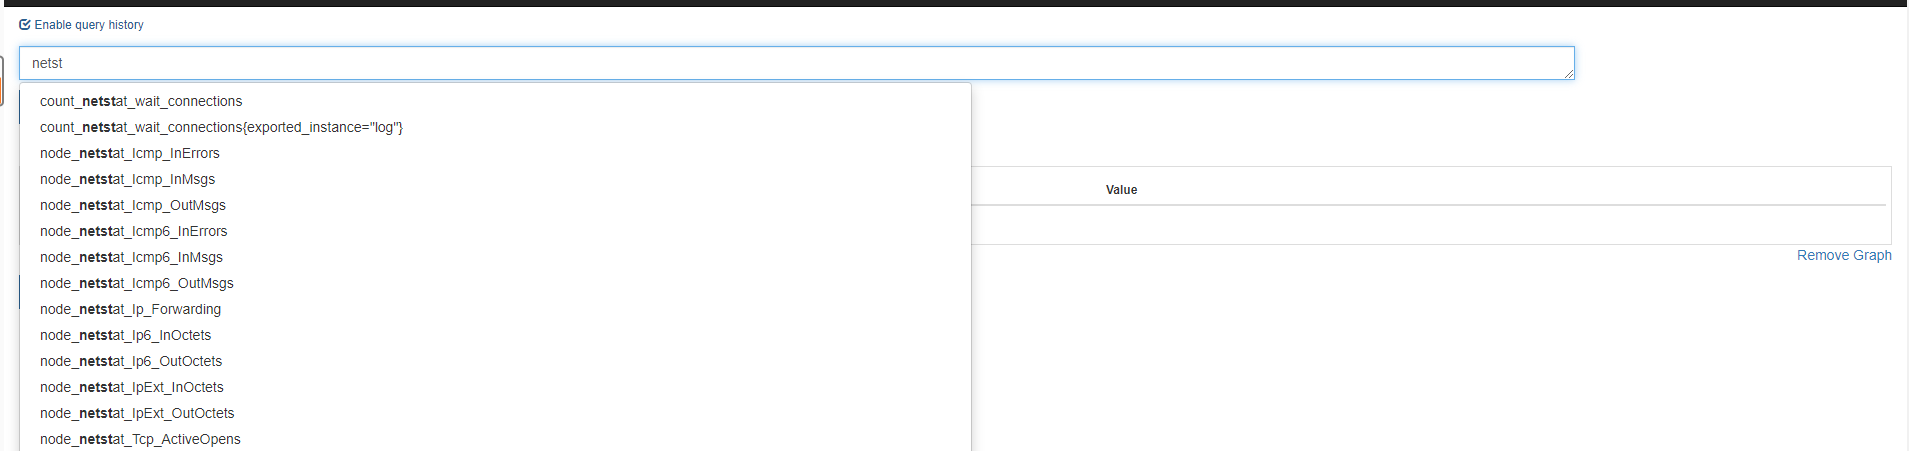 Enable query history
netst
count_netstat_wait_connections
count_netstat_wait_connections{exported_instance="log"}
node_netstat_Icmp_InErrors
node_netstat_Icmp_InMsgs
node_netstat_Icmp_OutMsgs
node_netstat_Icmp6_InErrors
node_netstat_Icmp6_InMsgs
node_netstat_Icmp6_OutMsgs
node_netstat_Ip_Forwarding
node_netstat_Ip6_InOctets
node_netstat_Ip6_OutOctets
node_netstat_IpExt_InOctets
node_netstat_IpExt_OutOctets
node_netstat_Tcp_ActiveOpens
Value
Remove Graph